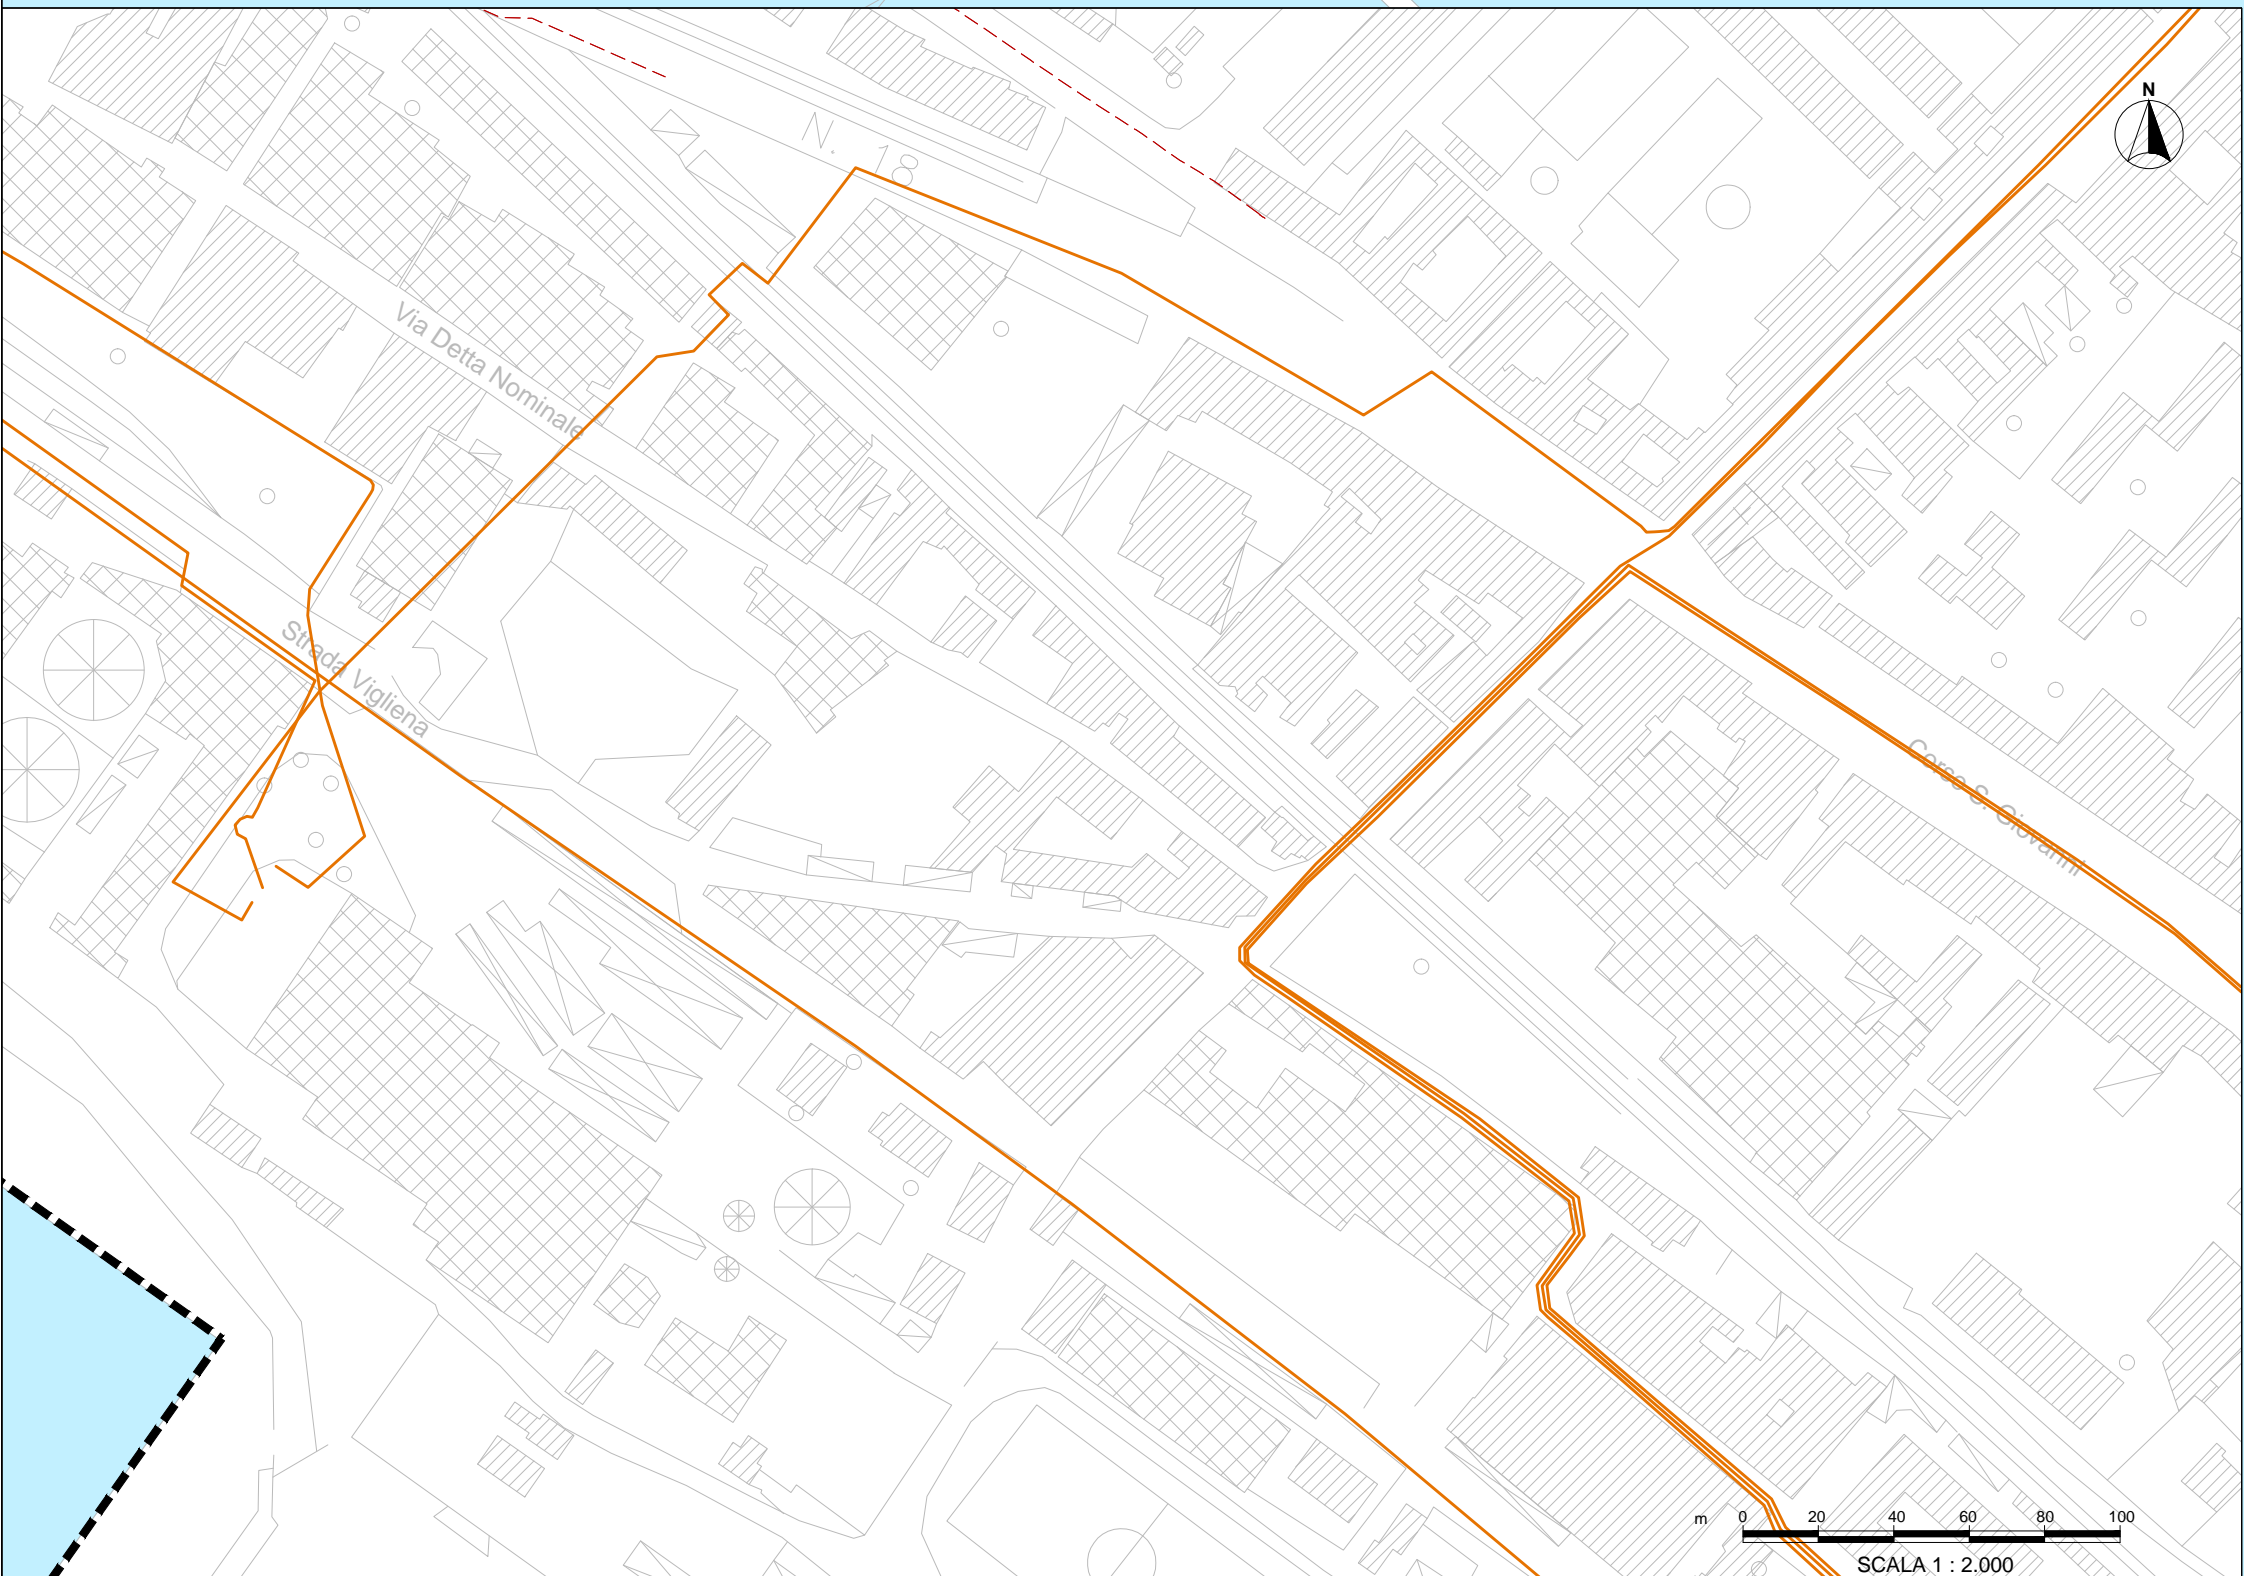 N
N. 18
Via Detta Nominale
Strada Vigliena
Corso S. Giovanni
m 0 20 40 60 80 100
SCALA 1 : 2.000